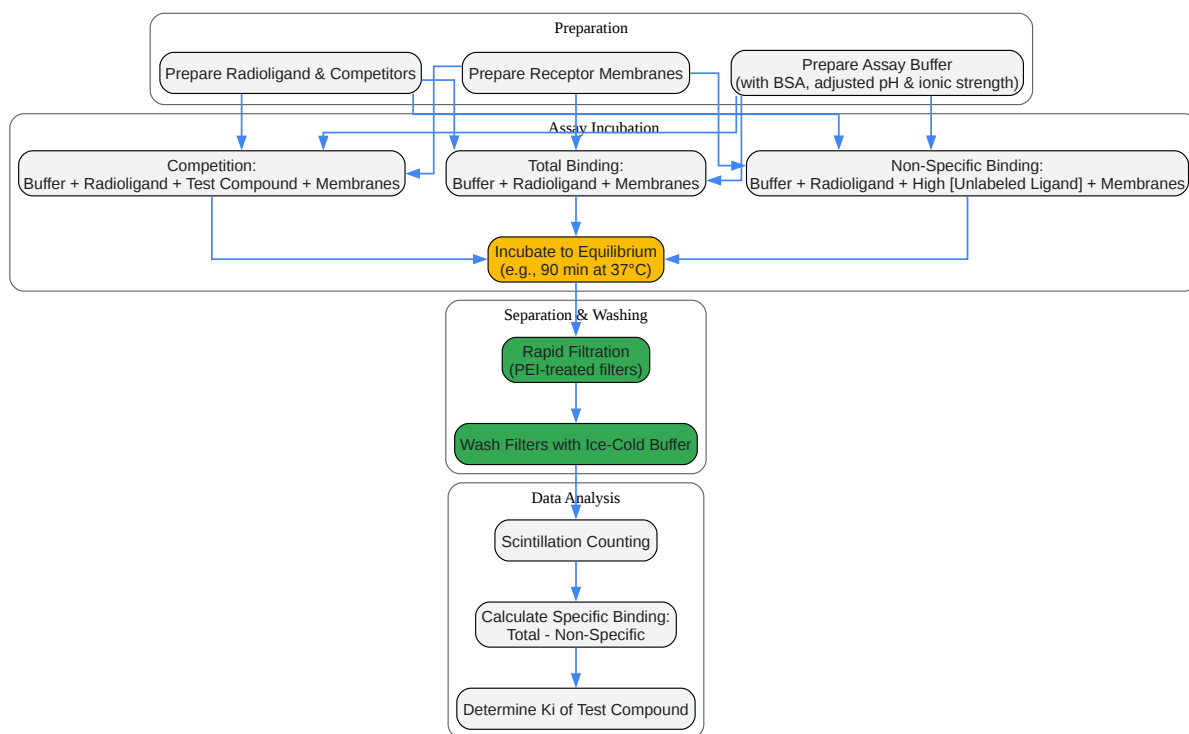 Preparation
Prepare Radioligand & Competitors
Prepare Receptor Membranes
Prepare Assay Buffer
(with BSA, adjusted pH & ionic strength)
Assay Incubation
Competition:
Buffer + Radioligand + Test Compound + Membranes
Total Binding:
Buffer + Radioligand + Membranes
Non-Specific Binding:
Buffer + Radioligand + High [Unlabeled Ligand] + Membranes
Incubate to Equilibrium
(e.g., 90 min at 37°C)
Separation & Washing
Rapid Filtration
(PEI-treated filters)
Wash Filters with Ice-Cold Buffer
Data Analysis
Scintillation Counting
Calculate Specific Binding:
Total - Non-Specific
Determine Ki of Test Compound